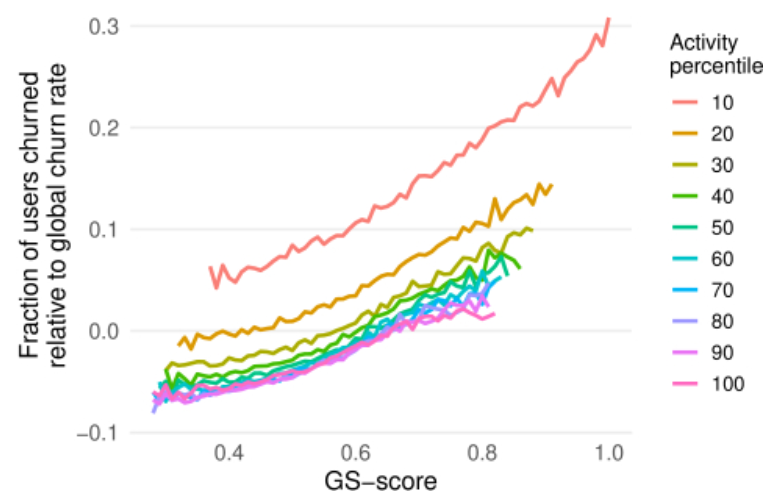 Fraction of users churned
relative to global churn rate
0.3
0.2
0.1
0.0
−0.1
0.4 0.6 0.8 1.0
GS−score
Activity
percentile
10
20
30
40
50
60
70
80
90
100